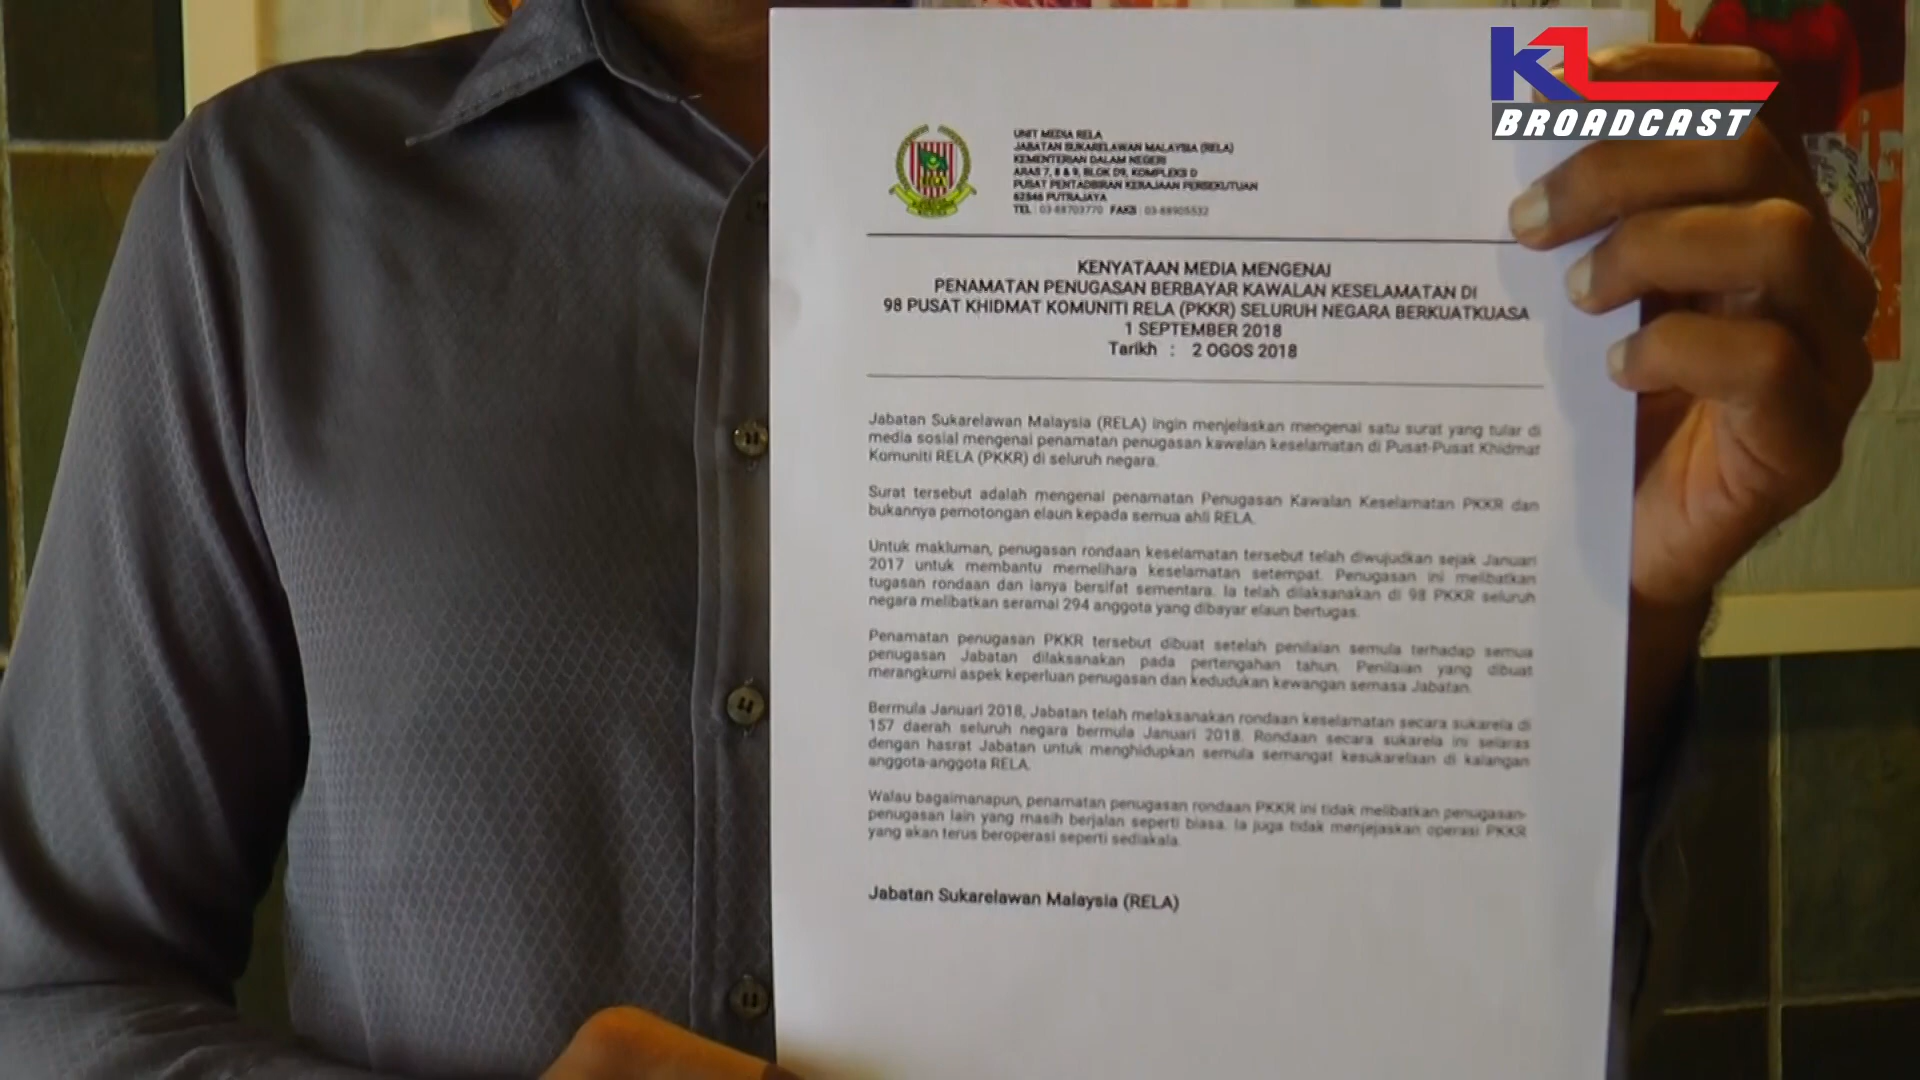 KL
BROADCAST
UNIT MEDIA RELA
JABATAN SUKARELAWAN MALAYSIA (RELA)
KEMENTERIAN DALAM NEGERI
ARAS 7, 8 & 9, BLOK D9, KOMPLEKS D
PUSAT PENTADBIRAN KERAJAAN PERSEKUTUAN
62546 PUTRAJAYA
TEL : 03-88703770 FAKS : 03-88905532
RELA
KENYATAAN MEDIA MENGENAI
PENAMATAN PENUGASAN BERBAYAR KAWALAN KESELAMATAN DI
98 PUSAT KHIDMAT KOMUNITI RELA (PKKR) SELURUH NEGARA BERKUATKUASA
1 SEPTEMBER 2018
Tarikh : 2 OGOS 2018
Jabatan Sukarelawan Malaysia (RELA) ingin menjelaskan mengenai satu surat yang tular di
media sosial mengenai penamatan penugasan kawalan keselamatan di Pusat-Pusat Khidmat
Komuniti RELA (PKKR) di seluruh negara.
Surat tersebut adalah mengenai penamatan Penugasan Kawalan Keselamatan PKKR dan
bukannya pemotongan elaun kepada semua ahli RELA.
Untuk makluman, penugasan rondaan keselamatan tersebut telah diwujudkan sejak Januari
2017 untuk membantu memelihara keselamatan setempat. Penugasan ini melibatkan
tugasan rondaan dan ianya bersifat sementara. Ia telah dilaksanakan di 98 PKKR seluruh
negara melibatkan seramai 294 anggota yang dibayar elaun bertugas.
Penamatan penugasan PKKR tersebut dibuat setelah penilaian semula terhadap semua
penugasan Jabatan dilaksanakan pada pertengahan tahun. Penilaian yang dibuat
merangkumi aspek keperluan penugasan dan kedudukan kewangan semasa Jabatan.
Bermula Januari 2018, Jabatan telah melaksanakan rondaan keselamatan secara sukarela di
157 daerah seluruh negara bermula Januari 2018. Rondaan secara sukarela ini selaras
dengan hasrat Jabatan untuk menghidupkan semula semangat kesukarelaan di kalangan
anggota-anggota RELA.
Walau bagaimanapun, penamatan penugasan rondaan PKKR ini tidak melibatkan penugasan-
penugasan lain yang masih berjalan seperti biasa. Ia juga tidak menjejaskan operasi PKKR
yang akan terus beroperasi seperti sediakala.
Jabatan Sukarelawan Malaysia (RELA)